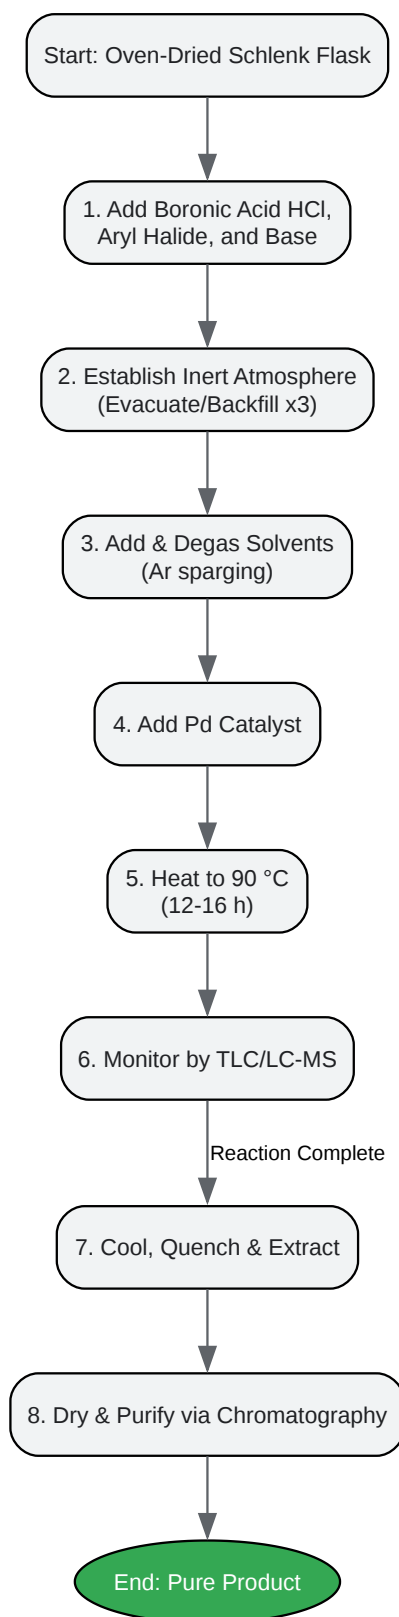 Start: Oven-Dried Schlenk Flask
1. Add Boronic Acid HCl,
Aryl Halide, and Base
2. Establish Inert Atmosphere
(Evacuate/Backfill x3)
3. Add & Degas Solvents
(Ar sparging)
4. Add Pd Catalyst
5. Heat to 90 °C
(12-16 h)
6. Monitor by TLC/LC-MS
Reaction Complete
7. Cool, Quench & Extract
8. Dry & Purify via Chromatography
End: Pure Product